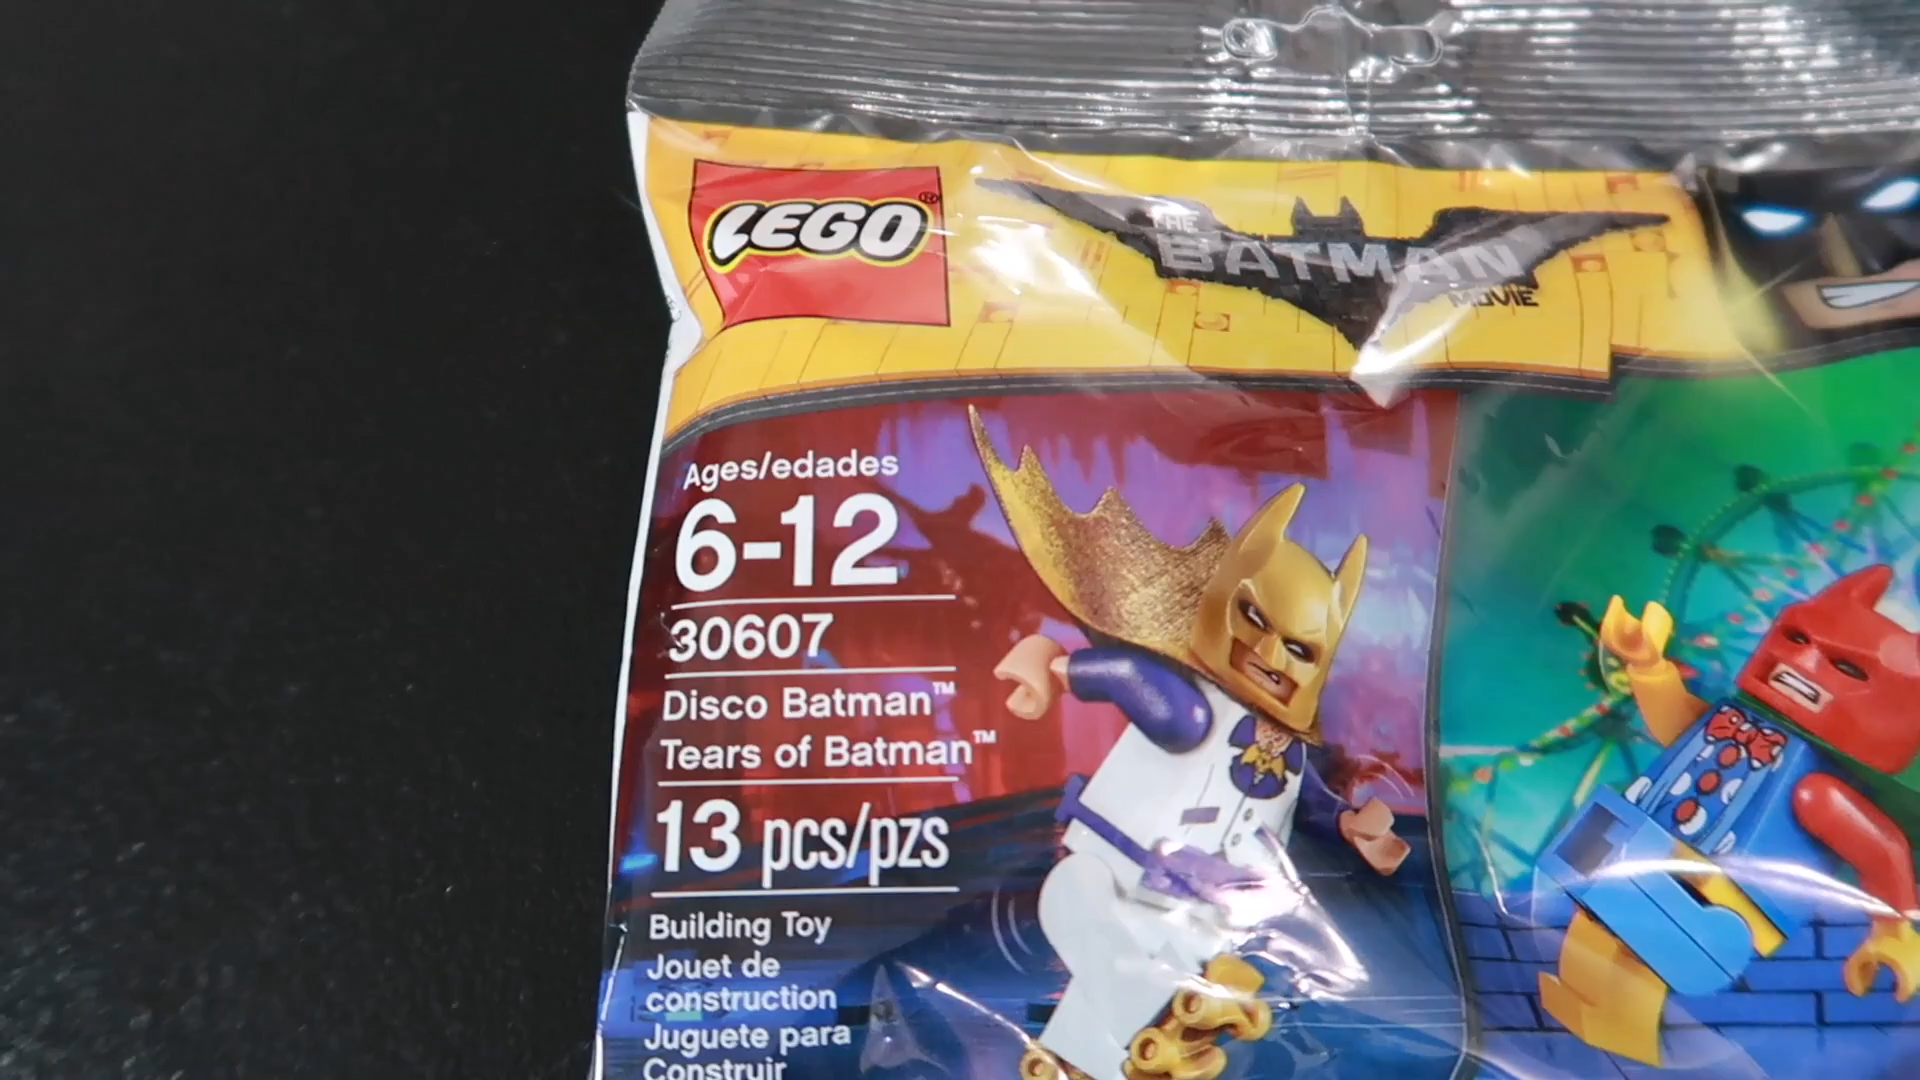 LEGO®
THE
BATMAN
MOVIE
Ages/edades
6-12
30607
Disco Batman™
Tears of Batman™
13 pcs/pzs
Building Toy
Jouet de
construction
Juguete para
Construir